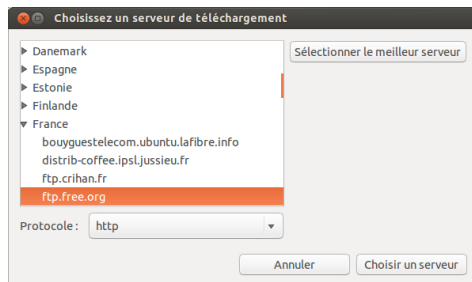 Choisissez un serveur de téléchargement
Danemark
Espagne
Estonie
Finlande
France
bouyguestelecom.ubuntu.lafibre.info
distrib-coffee.ipsl.jussieu.fr
ftp.crihan.fr
ftp.free.org
Sélectionner le meilleur serveur
Protocole : http
Annuler Choisir un serveur